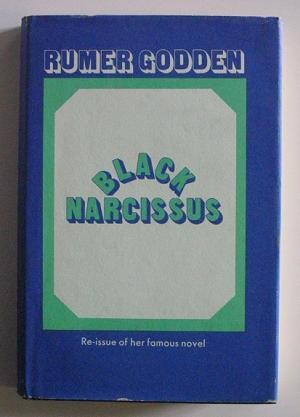 RUMER GODDEN
BLACK
NARCISSUS
Re-issue of her famous novel